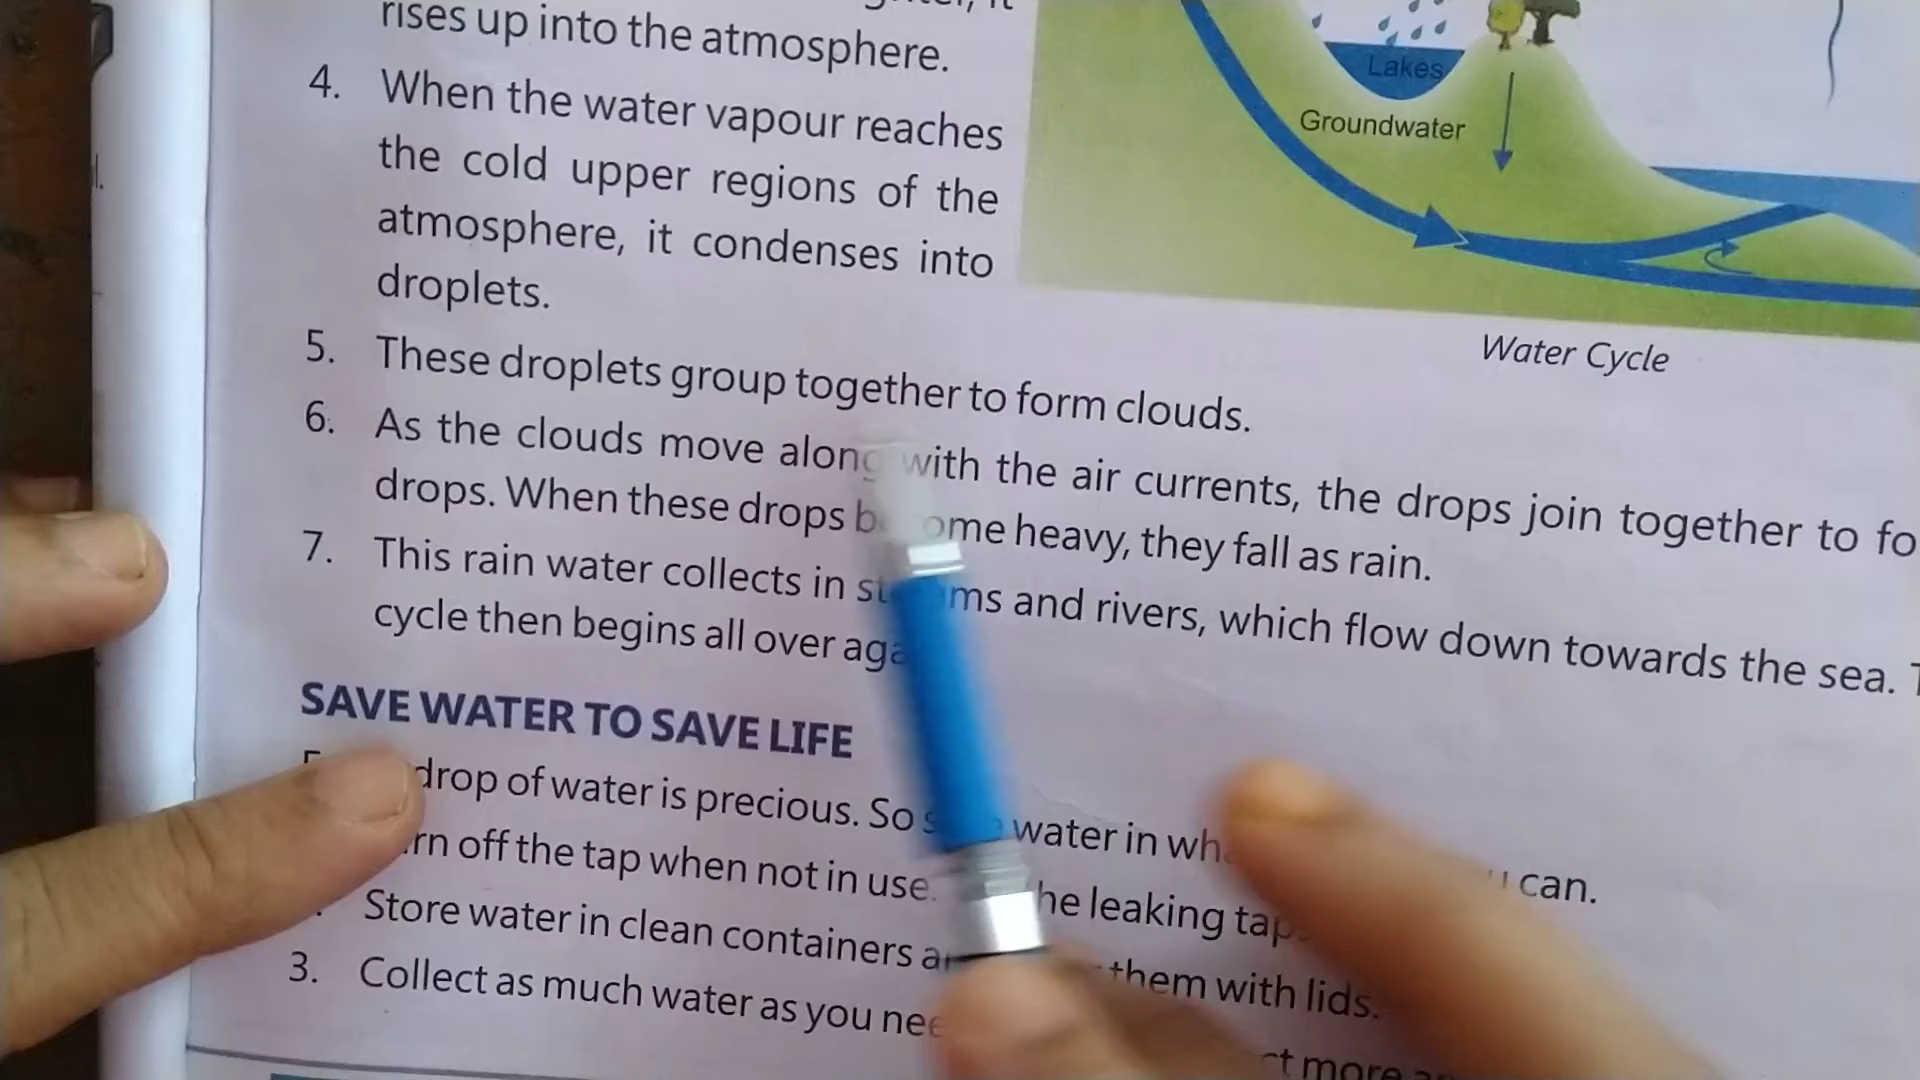 rises up into the atmosphere.
4. When the water vapour reaches
the cold upper regions of the
atmosphere, it condenses into
droplets.
Lakes
Groundwater
Water Cycle
5. These droplets group together to form clouds.
6. As the clouds move along with the air currents, the drops join together to fo
drops. When these drops become heavy, they fall as rain.
7. This rain water collects in streams and rivers, which flow down towards the sea. T
cycle then begins all over aga
SAVE WATER TO SAVE LIFE
drop of water is precious. So water in wh can.
rn off the tap when not in use. he leaking tap
Store water in clean containers a them with lids.
3. Collect as much water as you nee
more